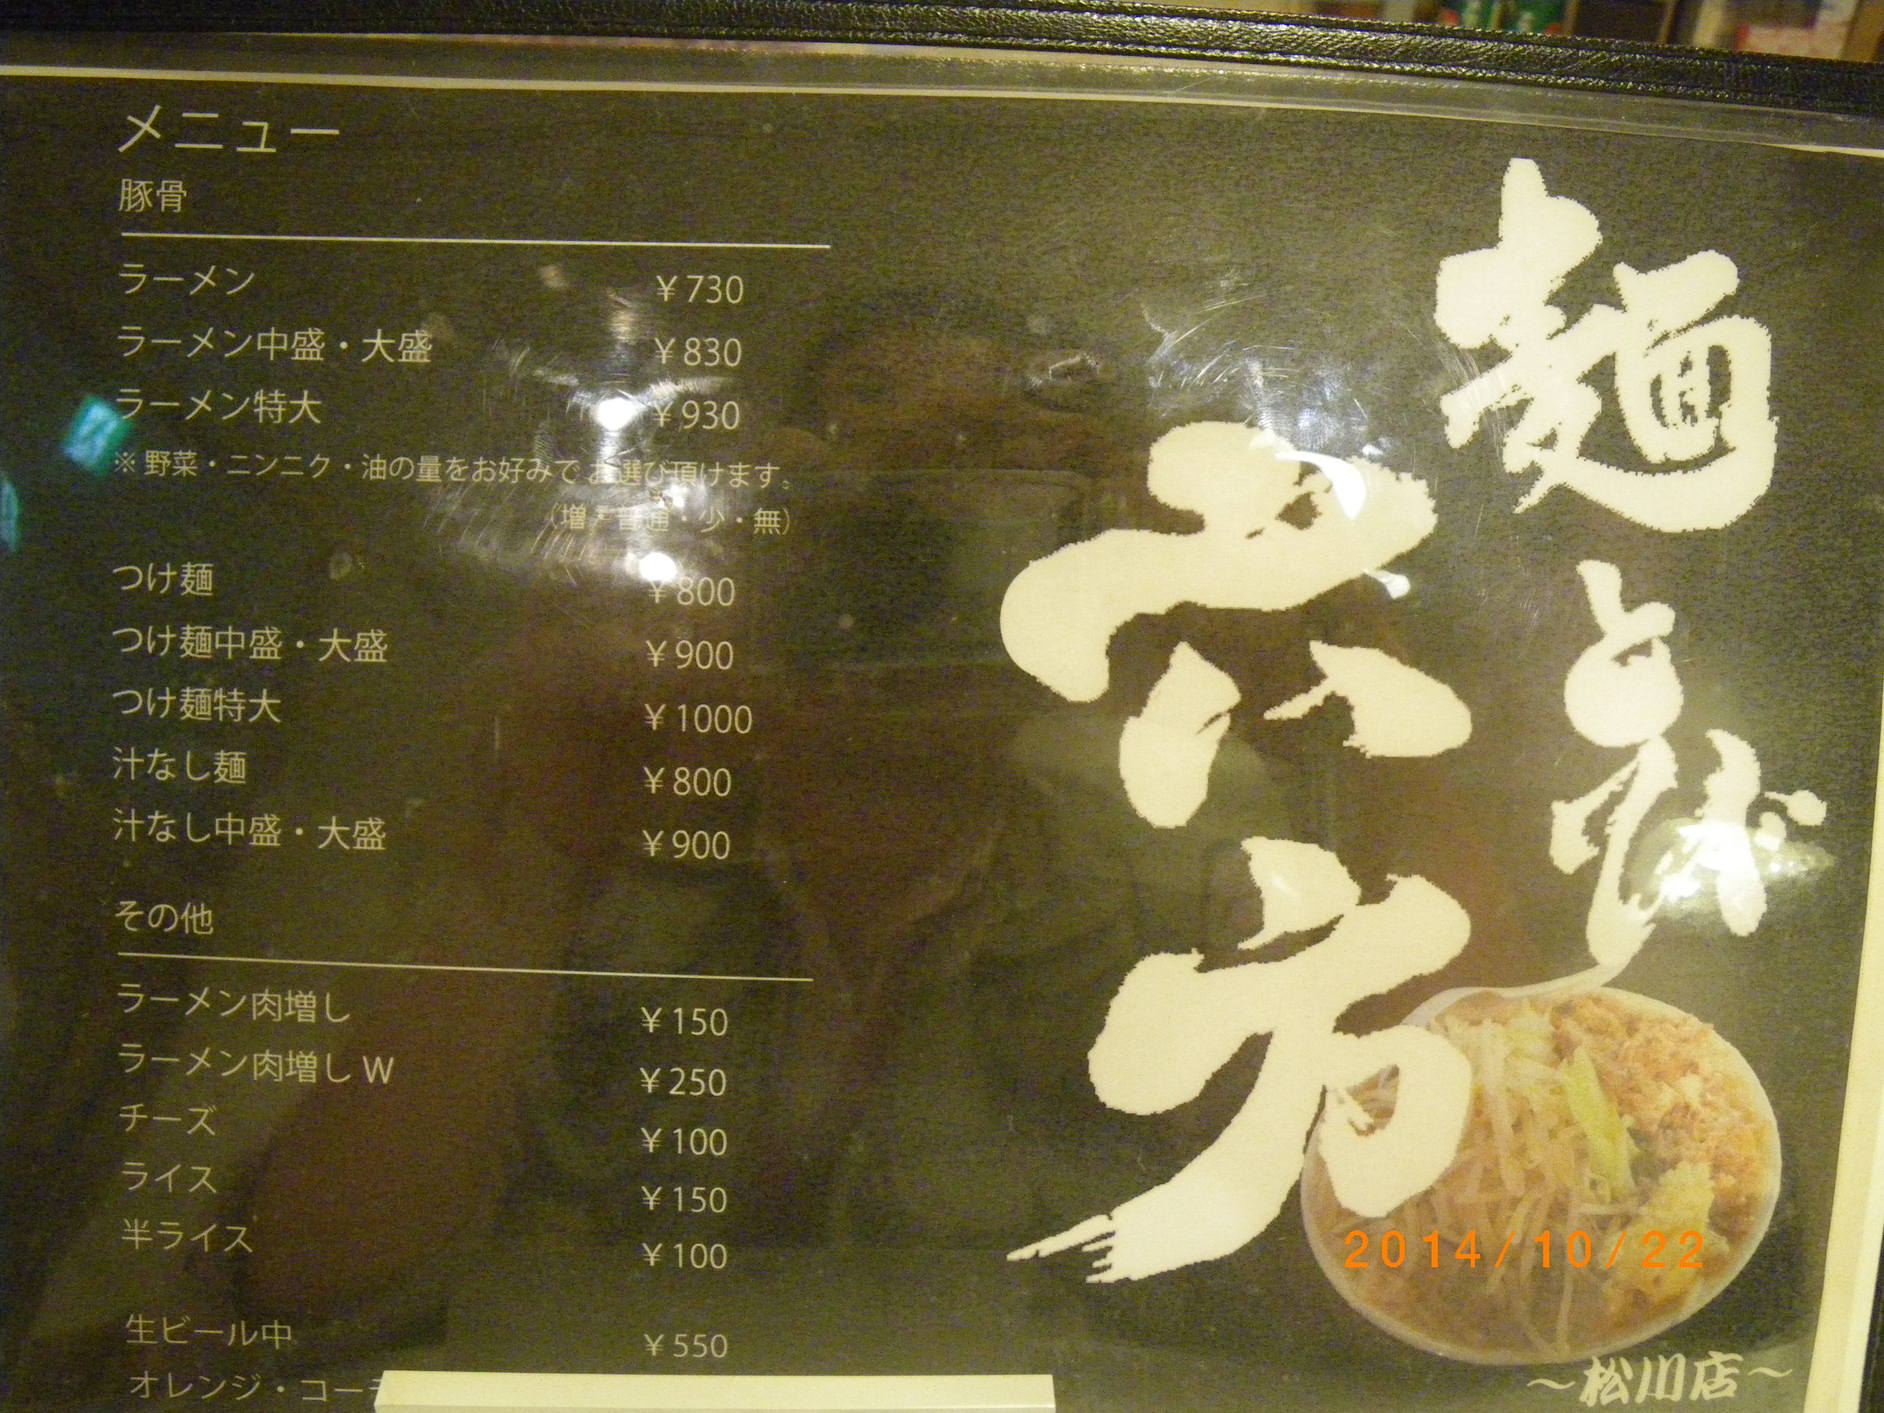 メニュー
豚骨
ラーメン ￥730
ラーメン中盛・大盛 ￥830
ラーメン特大 ￥930
※ 野菜・ニンニク・油の量をお好みでお選び頂けます。
（増・普通・少・無）
つけ麺 ￥800
つけ麺中盛・大盛 ￥900
つけ麺特大 ￥1000
汁なし麺 ￥800
汁なし中盛・大盛 ￥900
その他
ラーメン肉増し ￥150
ラーメン肉増し W ￥250
チーズ ￥100
ライス ￥150
半ライス ￥100
生ビール中 ￥550
オレンジ・コー
麺とび
六方
～松川店～
2014/10/22